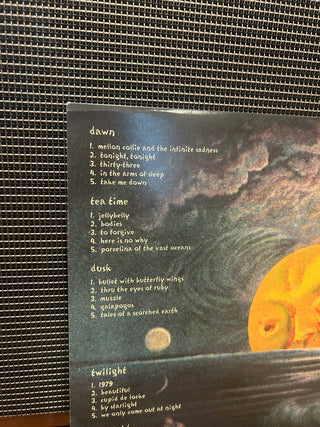 dawn
1. mellon collie and the infinite sadness
2. tonight, tonight
3. thirty-three
4. in the arms of sleep
5. take me down
tea time
1. jellybelly
2. bodies
3. to forgive
4. here is no why
5. porcelina of the vast oceans
dusk
1. bullet with butterfly wings
2. thru the eyes of ruby
3. muzzle
4. galapogos
5. tales of a scorched earth
twilight
1. 1979
2. beautiful
3. cupid de locke
4. by starlight
5. we only come out at night